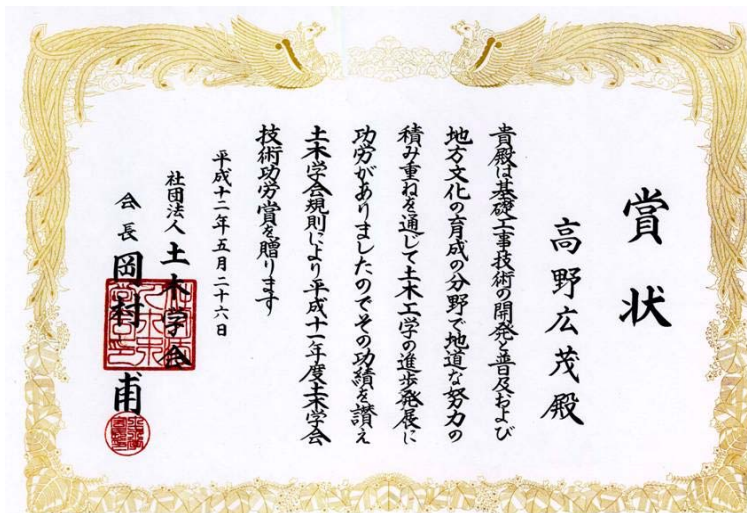 賞状
高野広茂殿
貴殿は基礎工事技術の開発と普及および
地方文化の育成の分野で地道な努力の
積み重ねを通じて土木工学の進歩発展に
功労がありましたのでその功績を讃え
土木学会規則により平成十一年度土木学会
技術功労賞を贈ります
平成十二年五月二十六日
社団法人 土木学会
会長 岡村 甫